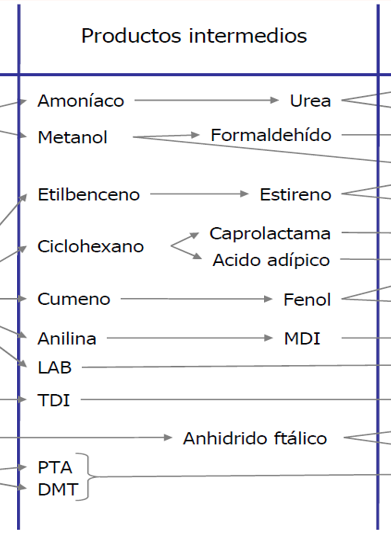 Productos intermedios
Amoníaco Urea
Metanol Formaldehído
Etilbenceno Estireno
Ciclohexano Caprolactama
Acido adípico
Cumeno Fenol
Anilina MDI
LAB
TDI
Anhidrido ftálico
PTA
DMT